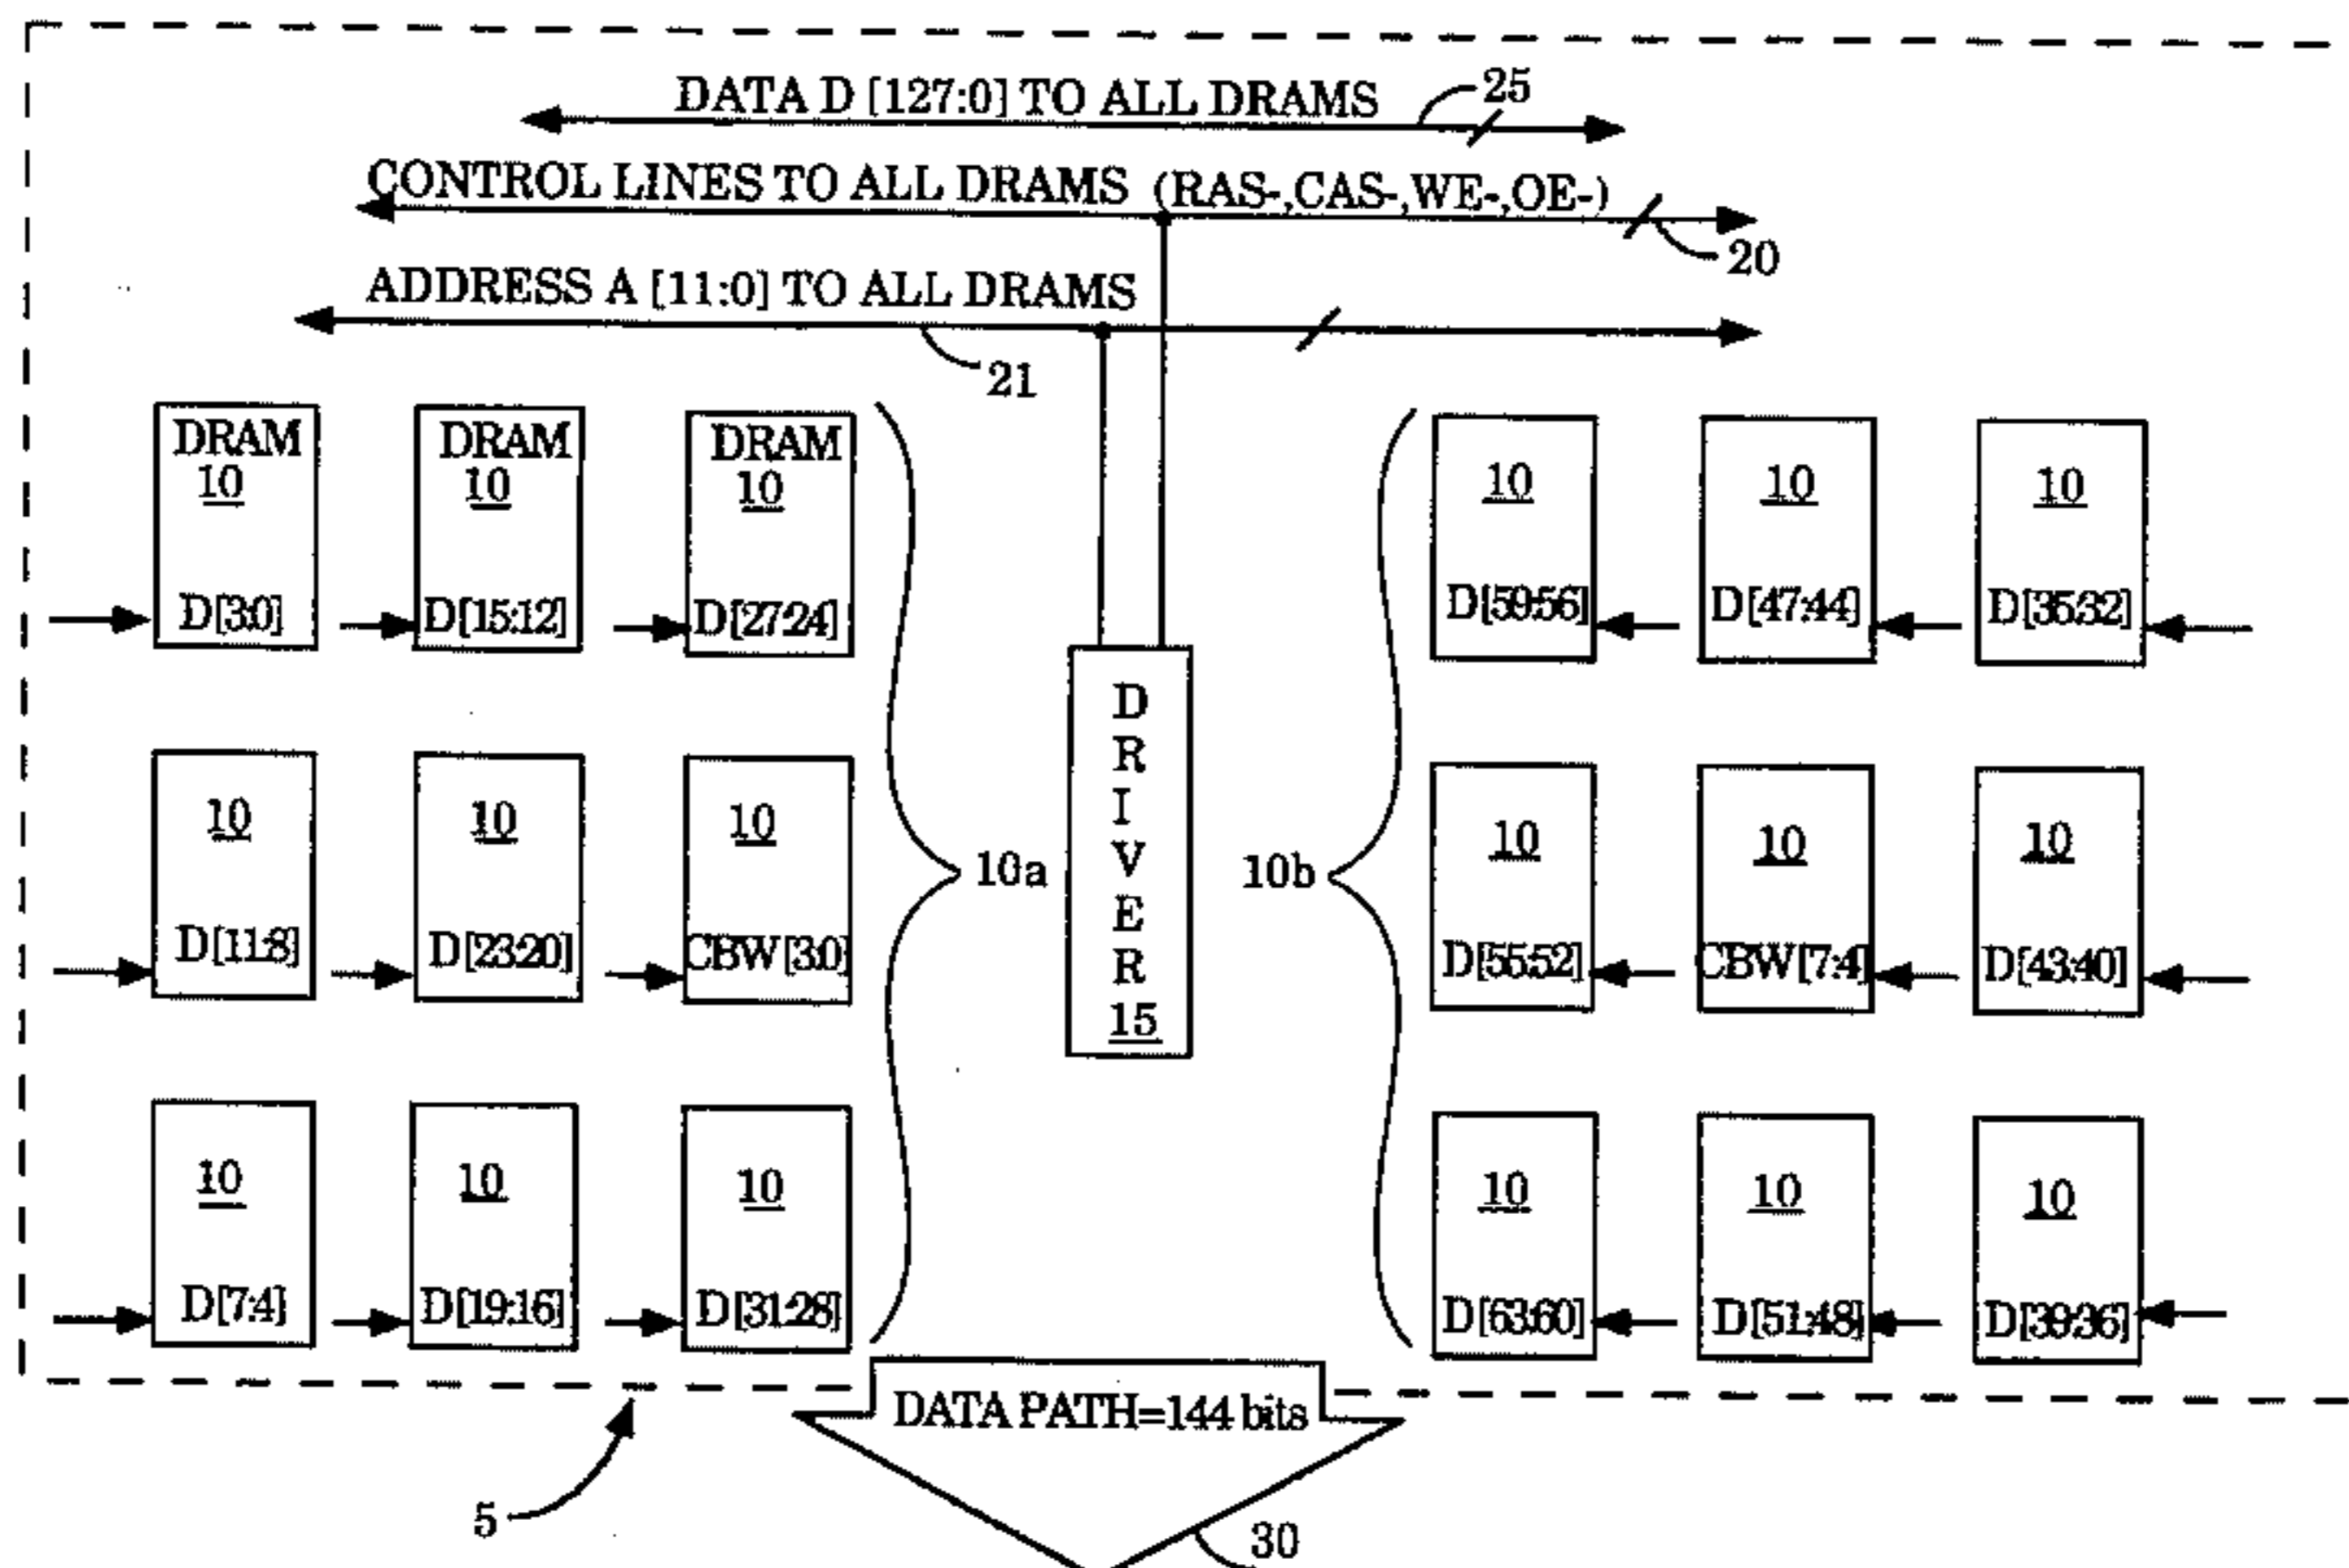 DATA D [127:0] TO ALL DRAMS
25
CONTROL LINES TO ALL DRAMS (RAS-,CAS-,WE-,OE-)
20
ADDRESS A [11:0] TO ALL DRAMS
21
DRAM
10
D[3:0]
DRAM
10
D[15:12]
DRAM
10
D[27:24]
10
D[59:56]
10
D[47:44]
10
D[35:32]
10
D[11:8]
10
D[23:20]
10
CBW[3:0]
10a
DRIVER
15
10b
10
D[55:52]
10
CBW[7:4]
10
D[43:40]
10
D[7:4]
10
D[19:16]
10
D[31:28]
10
D[63:60]
10
D[51:48]
10
D[39:36]
DATA PATH=144 bits
5
30